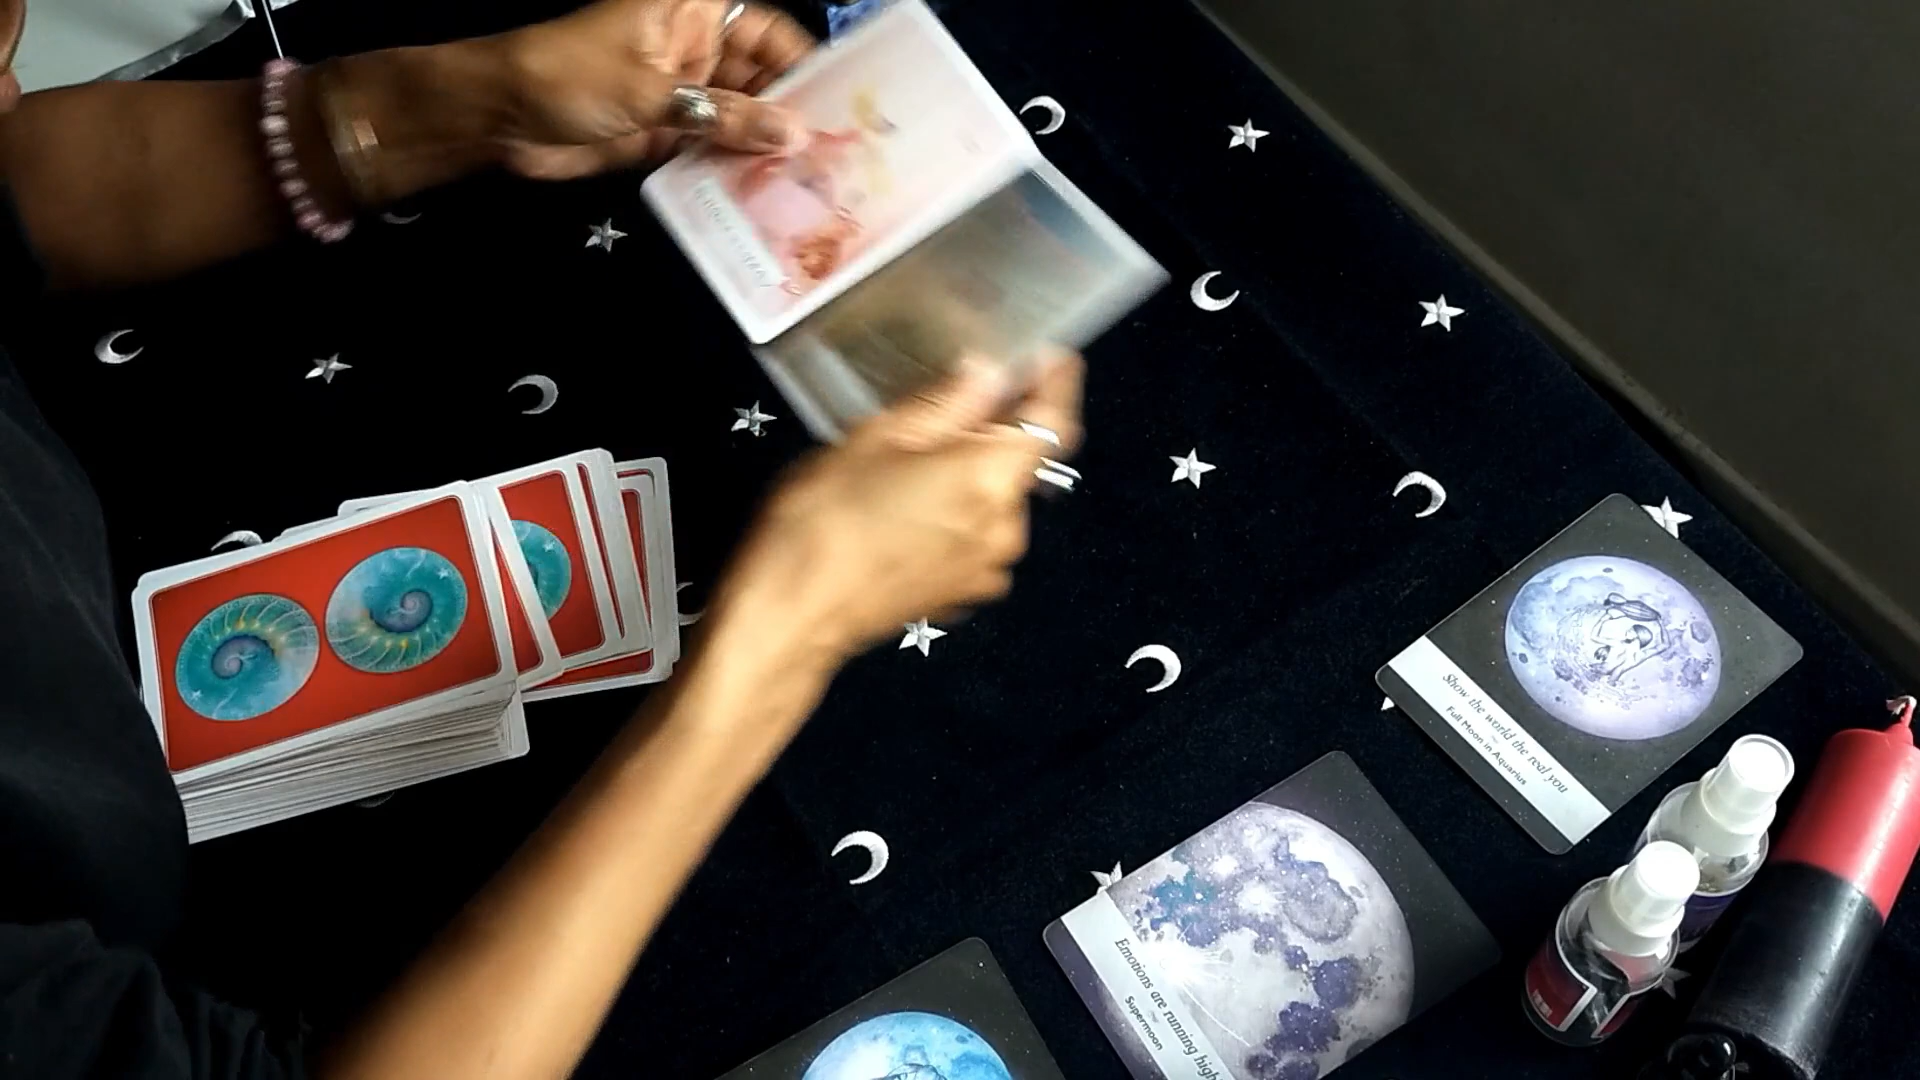 Show the world the real you
Full Moon in Aquarius
Emotions are running high
Supermoon